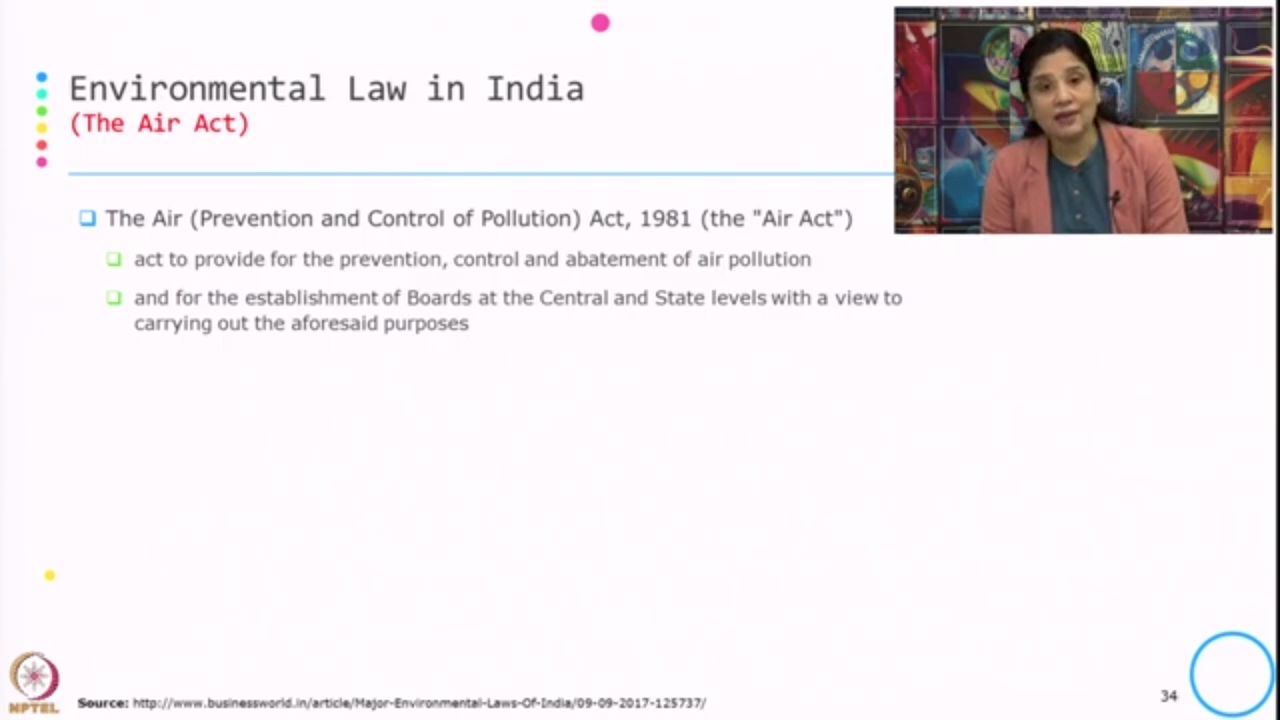 Environmental Law in India
(The Air Act)
The Air (Prevention and Control of Pollution) Act, 1981 (the "Air Act")
act to provide for the prevention, control and abatement of air pollution
and for the establishment of Boards at the Central and State levels with a view to
carrying out the aforesaid purposes
NPTEL
Source: http://www.businessworld.in/article/Major-Environmental-Laws-Of-India/09-09-2017-125737/
34